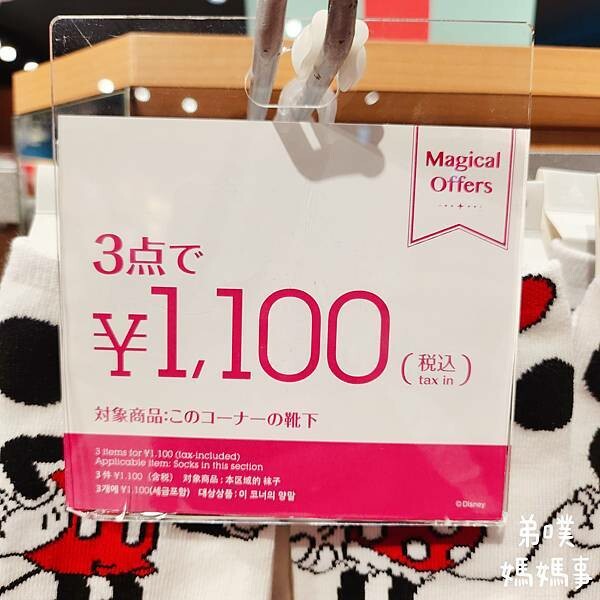 Magical
Offers
3点で
¥1,100
(税込
tax in)
対象商品:このコーナーの靴下
3 items for ¥1,100 (tax-included)
Applicable item: Socks in this section
3 件 ¥1,100（含税） 对象商品 ; 本区域的 袜子
3개에 ¥1,100(세금포함) 대상상품 : 이 코너의 양말
©Disney
弟噗
媽媽事